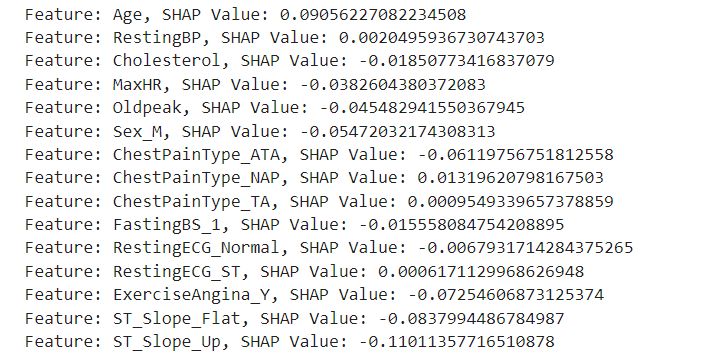 Feature: Age, SHAP Value: 0.09056227082234508
Feature: RestingBP, SHAP Value: 0.0020495936730743703
Feature: Cholesterol, SHAP Value: -0.01850773416837079
Feature: MaxHR, SHAP Value: -0.0382604380372083
Feature: Oldpeak, SHAP Value: -0.045482941550367945
Feature: Sex_M, SHAP Value: -0.05472032174308313
Feature: ChestPainType_ATA, SHAP Value: -0.06119756751812558
Feature: ChestPainType_NAP, SHAP Value: 0.01319620798167503
Feature: ChestPainType_TA, SHAP Value: 0.0009549339657378859
Feature: FastingBS_1, SHAP Value: -0.015558084754208895
Feature: RestingECG_Normal, SHAP Value: -0.0067931714284375265
Feature: RestingECG_ST, SHAP Value: 0.0006171129968626948
Feature: ExerciseAngina_Y, SHAP Value: -0.07254606873125374
Feature: ST_Slope_Flat, SHAP Value: -0.0837994486784987
Feature: ST_Slope_Up, SHAP Value: -0.11011357716510878